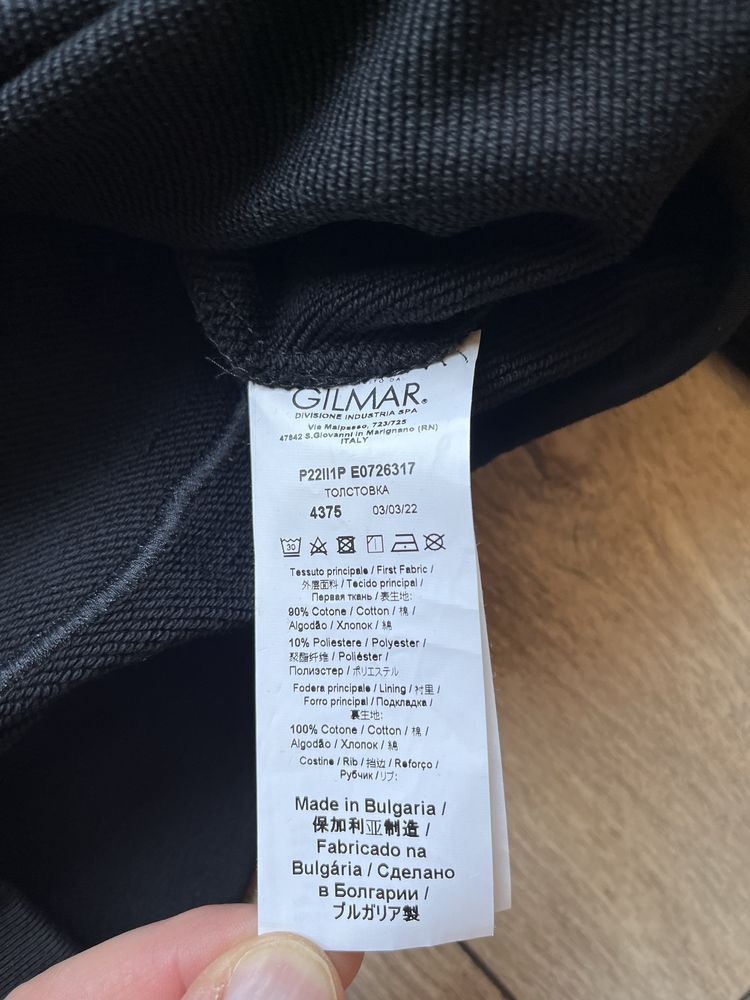 GILMAR®
DIVISIONE INDUSTRIA SPA
Via Malpasso, 723/725
47842 S.Giovanni in Marignano (RN)
ITALY
P22II1P E0726317
ТОЛСТОВКА
4375 03/03/22
30
Tessuto principale / First Fabric /
外层面料 / Tecido principal /
Первая ткань / 表生地:
90% Cotone / Cotton / 棉 /
Algodão / Хлопок / 綿
10% Poliestere / Polyester /
聚酯纤维 / Poliéster /
Полиэстер / ポリエステル
Fodera principale / Lining / 衬里 /
Forro principal / Подкладка /
裏生地:
100% Cotone / Cotton / 棉 /
Algodão / Хлопок / 綿
Costine / Rib / 挡边 / Reforço /
Рубчик / リブ:
Made in Bulgaria /
保加利亚制造 /
Fabricado na
Bulgária / Сделано
в Болгарии /
ブルガリア製